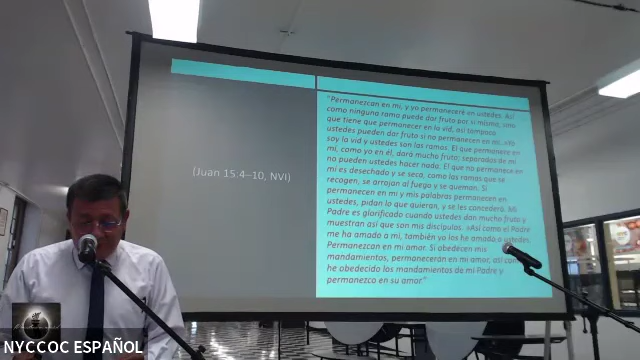 (Juan 15:4–10, NVI)
"Permanezcan en mí, y yo permaneceré en ustedes. Así
como ninguna rama puede dar fruto por sí misma, sino
que tiene que permanecer en la vid, así tampoco
ustedes pueden dar fruto si no permanecen en mí. »Yo
soy la vid y ustedes son las ramas. El que permanece en
mí, como yo en él, dará mucho fruto; separados de mí
no pueden ustedes hacer nada. El que no permanece en
mí es desechado y se seca, como las ramas que se
recogen, se arrojan al fuego y se queman. Si
permanecen en mí y mis palabras permanecen en
ustedes, pidan lo que quieran, y se les concederá. Mi
Padre es glorificado cuando ustedes dan mucho fruto y
muestran así que son mis discípulos. »Así como el Padre
me ha amado a mí, también yo los he amado a ustedes.
Permanezcan en mi amor. Si obedecen mis
mandamientos, permanecerán en mi amor, así como
he obedecido los mandamientos de mi Padre y
permanezco en su amor"
NYCCOC ESPAÑOL